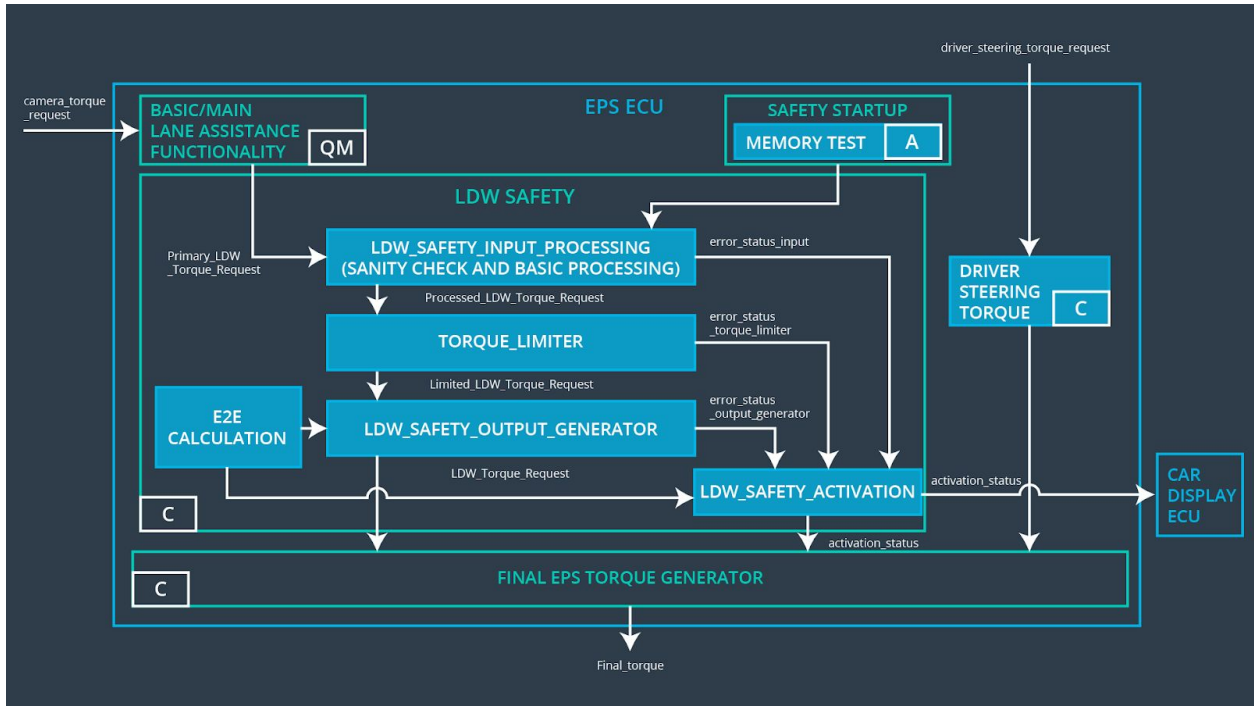 driver_steering_torque_request
camera_torque
_request
BASIC/MAIN
LANE ASSISTANCE
FUNCTIONALITY
QM
EPS ECU
SAFETY STARTUP
MEMORY TEST
A
LDW SAFETY
Primary_LDW
_Torque_Request
LDW_SAFETY_INPUT_PROCESSING
(SANITY CHECK AND BASIC PROCESSING)
error_status_input
DRIVER
STEERING
TORQUE
C
Processed_LDW_Torque_Request
TORQUE_LIMITER
error_status
_torque_limiter
Limited_LDW_Torque_Request
E2E
CALCULATION
LDW_SAFETY_OUTPUT_GENERATOR
error_status
_output_generator
LDW_Torque_Request
LDW_SAFETY_ACTIVATION
activation_status
CAR
DISPLAY
ECU
C
activation_status
FINAL EPS TORQUE GENERATOR
C
Final_torque